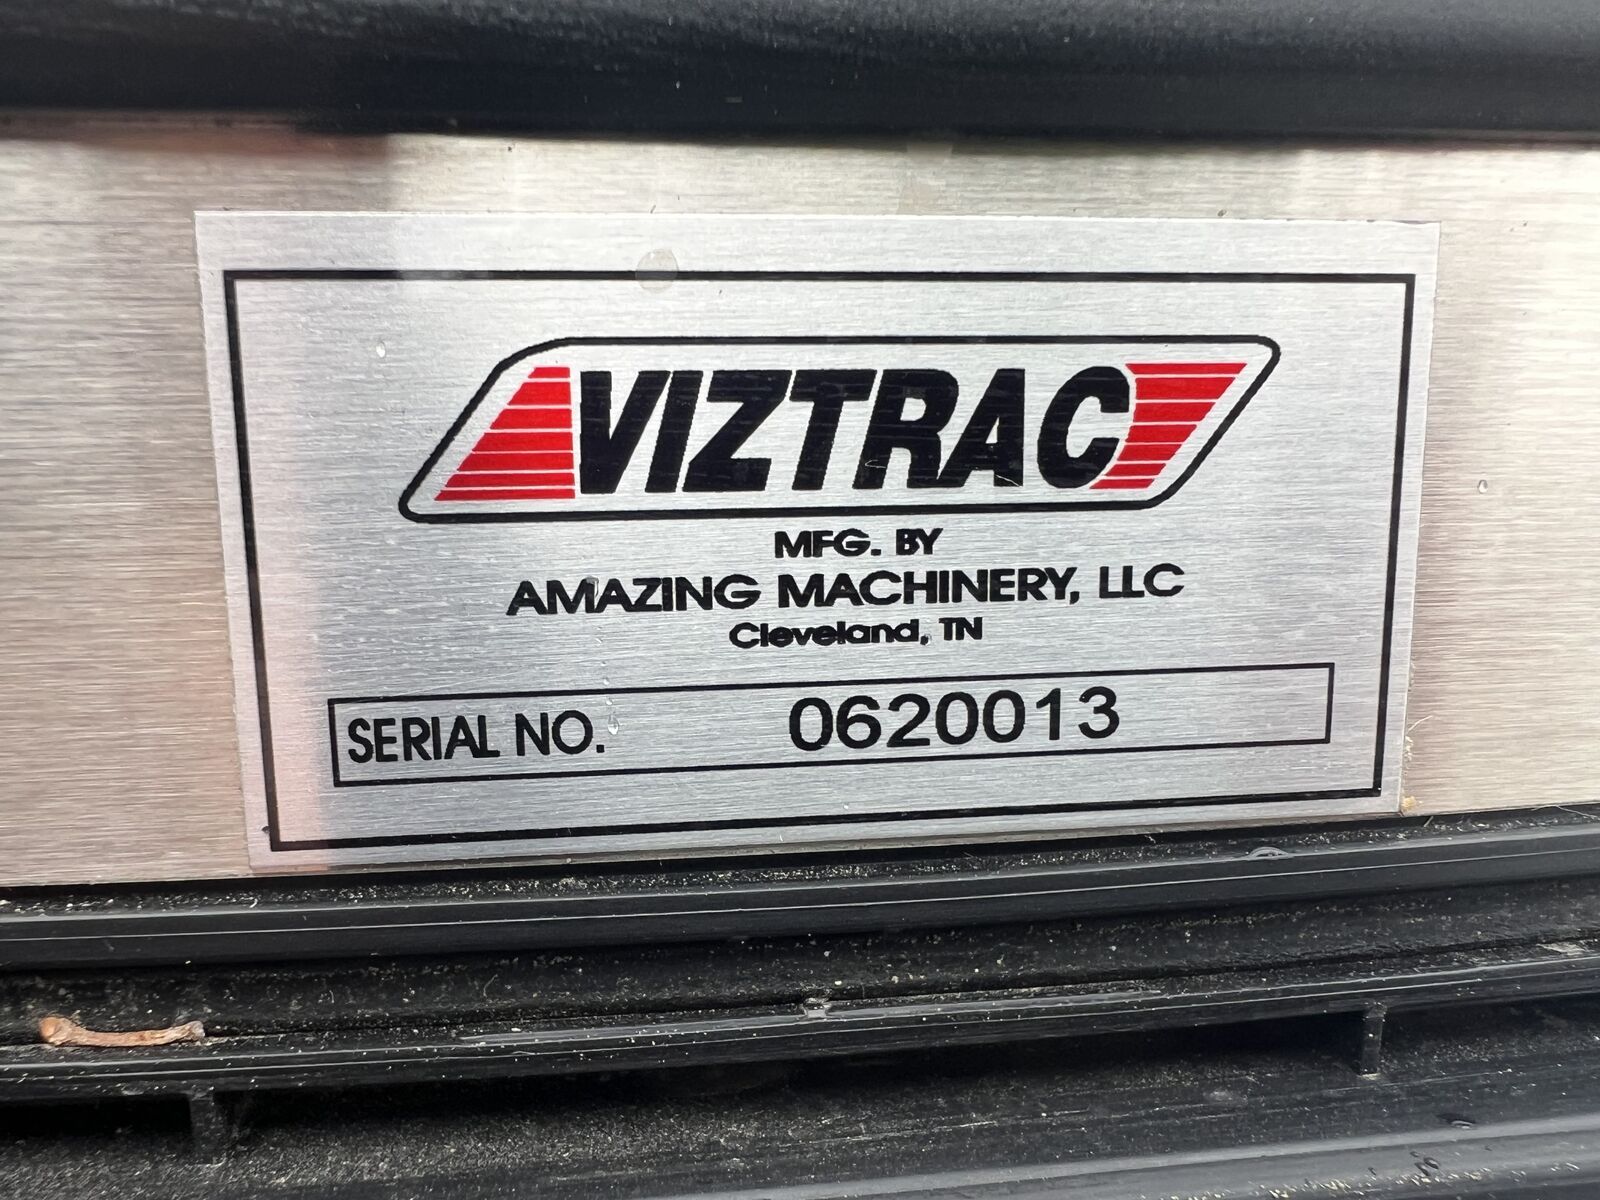 VIZTRAC
MFG. BY
AMAZING MACHINERY, LLC
Cleveland, TN
SERIAL NO. 0620013